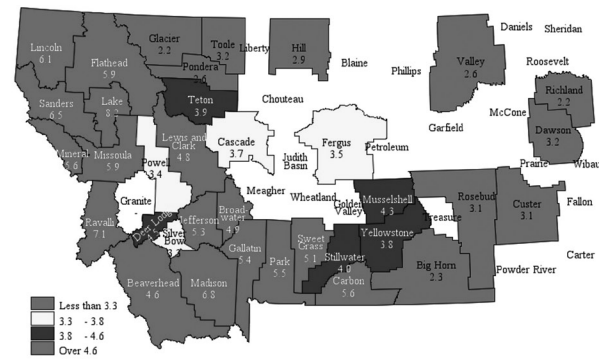 Lincoln
6.1
Flathead
5.9
Glacier
2.2
Toole
3.2
Liberty
Hill
2.9
Blaine
Phillips
Valley
2.6
Daniels
Sheridan
Roosevelt
Pondera
2.6
Teton
3.9
Chouteau
Richland
2.2
McCone
Dawson
3.2
Garfield
Sanders
6.5
Lake
8.2
Mineral
Missoula
5.9
Powell
3.4
Lewis and
Clark
4.8
Cascade
3.7
Judith
Basin
Fergus
3.5
Petroleum
Prairie
Wibau
Granite
-
Meagher
Wheatland
Golden
Valley
Musselshell
4.3
Treasure
Rosebud
3.1
Custer
3.1
Fallon
Ravalli
7.1
Deer Lodge
Silver
Bow
3.3
Jefferson
5.3
Broad-
water
4.9
Gallatin
5.4
Park
5.5
Sweet
Grass
5.1
Stillwater
4.0
Yellowstone
3.8
Big Horn
2.3
Powder River
Carter
Beaverhead
4.6
Madison
6.8
Carbon
5.6
Less than 3.3
3.3 - 3.8
3.8 - 4.6
Over 4.6